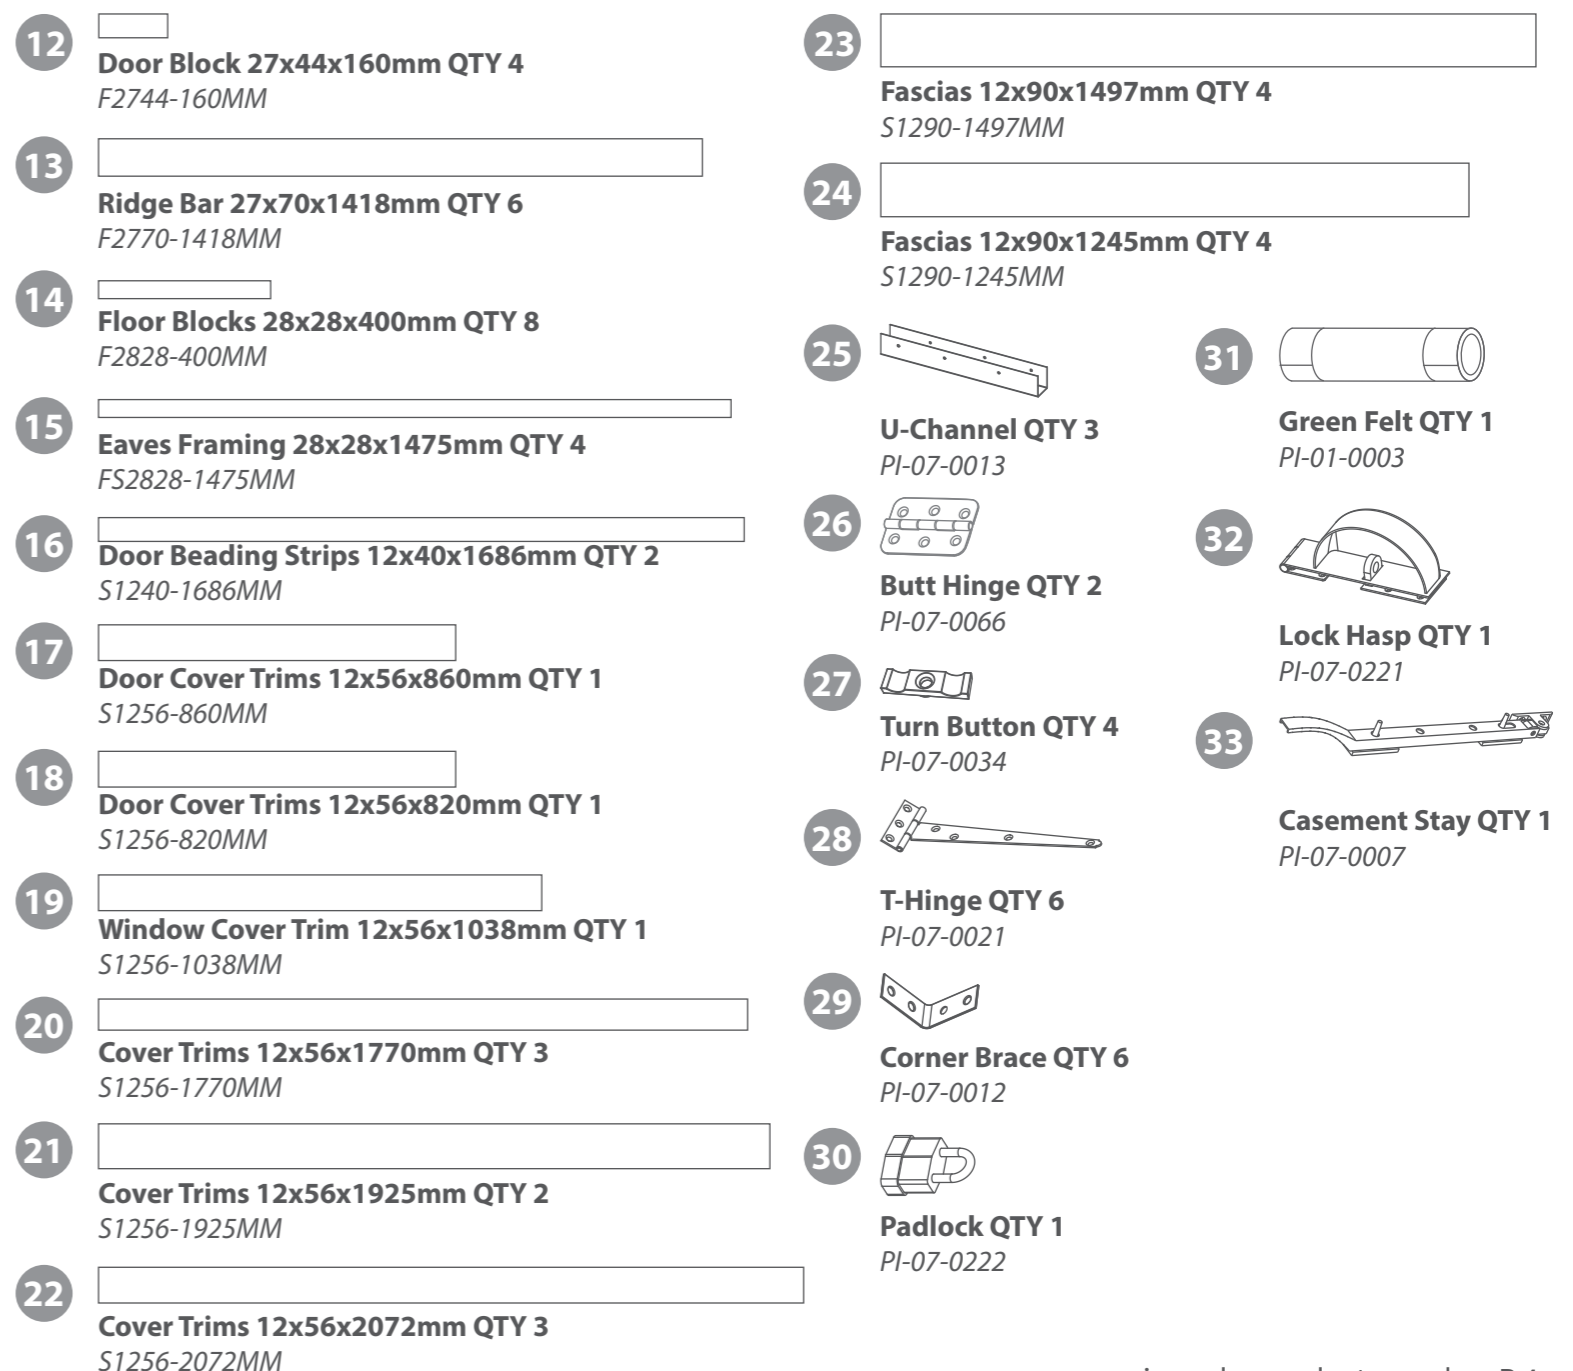 12
Door Block 27x44x160mm QTY 4
F2744-160MM
13
Ridge Bar 27x70x1418mm QTY 6
F2770-1418MM
14
Floor Blocks 28x28x400mm QTY 8
F2828-400MM
15
Eaves Framing 28x28x1475mm QTY 4
FS2828-1475MM
16
Door Beading Strips 12x40x1686mm QTY 2
S1240-1686MM
17
Door Cover Trims 12x56x860mm QTY 1
S1256-860MM
18
Door Cover Trims 12x56x820mm QTY 1
S1256-820MM
19
Window Cover Trim 12x56x1038mm QTY 1
S1256-1038MM
20
Cover Trims 12x56x1770mm QTY 3
S1256-1770MM
21
Cover Trims 12x56x1925mm QTY 2
S1256-1925MM
22
Cover Trims 12x56x2072mm QTY 3
S1256-2072MM
23
Fascias 12x90x1497mm QTY 4
S1290-1497MM
24
Fascias 12x90x1245mm QTY 4
S1290-1245MM
25
U-Channel QTY 3
PI-07-0013
26
Butt Hinge QTY 2
PI-07-0066
27
Turn Button QTY 4
PI-07-0034
28
T-Hinge QTY 6
PI-07-0021
29
Corner Brace QTY 6
PI-07-0012
30
Padlock QTY 1
PI-07-0222
31
Green Felt QTY 1
PI-01-0003
32
Lock Hasp QTY 1
PI-07-0221
33
Casement Stay QTY 1
PI-07-0007